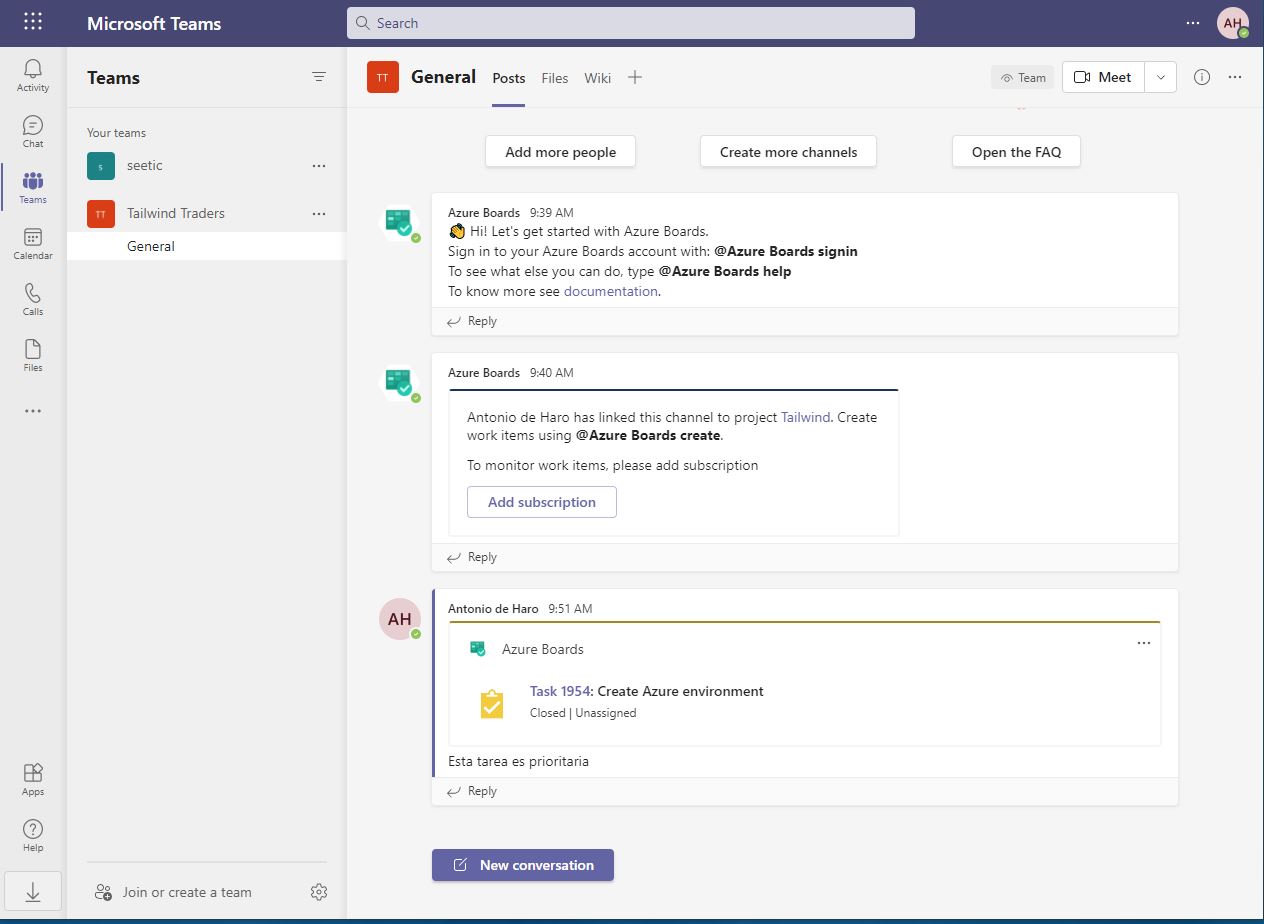 Microsoft Teams
Search
AH
Activity
Chat
Teams
Calendar
Calls
Files
Apps
Help
Teams
Your teams
s
seetic
TT
Tailwind Traders
General
Join or create a team
TT
General
Posts
Files
Wiki
Team
Meet
Add more people
Create more channels
Open the FAQ
Azure Boards 9:39 AM
👋 Hi! Let's get started with Azure Boards.
Sign in to your Azure Boards account with: @Azure Boards signin
To see what else you can do, type @Azure Boards help
To know more see documentation.
Reply
Azure Boards 9:40 AM
Antonio de Haro has linked this channel to project Tailwind. Create
work items using @Azure Boards create.
To monitor work items, please add subscription
Add subscription
Reply
AH
Antonio de Haro 9:51 AM
Azure Boards
Task 1954: Create Azure environment
Closed | Unassigned
Esta tarea es prioritaria
Reply
New conversation